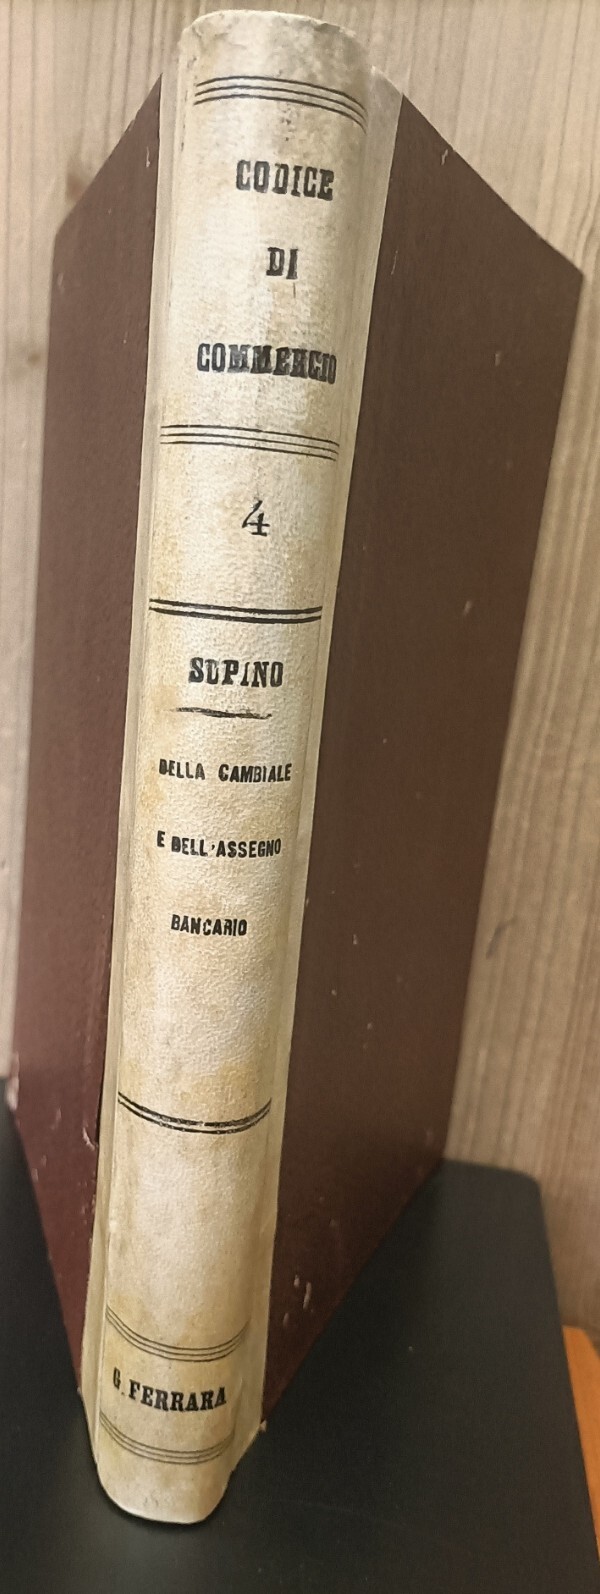 CODICE
DI
COMMERCIO
4
SUPINO
DELLA CAMBIALE
E DELL'ASSEGNO
BANCARIO
G. FERRARA